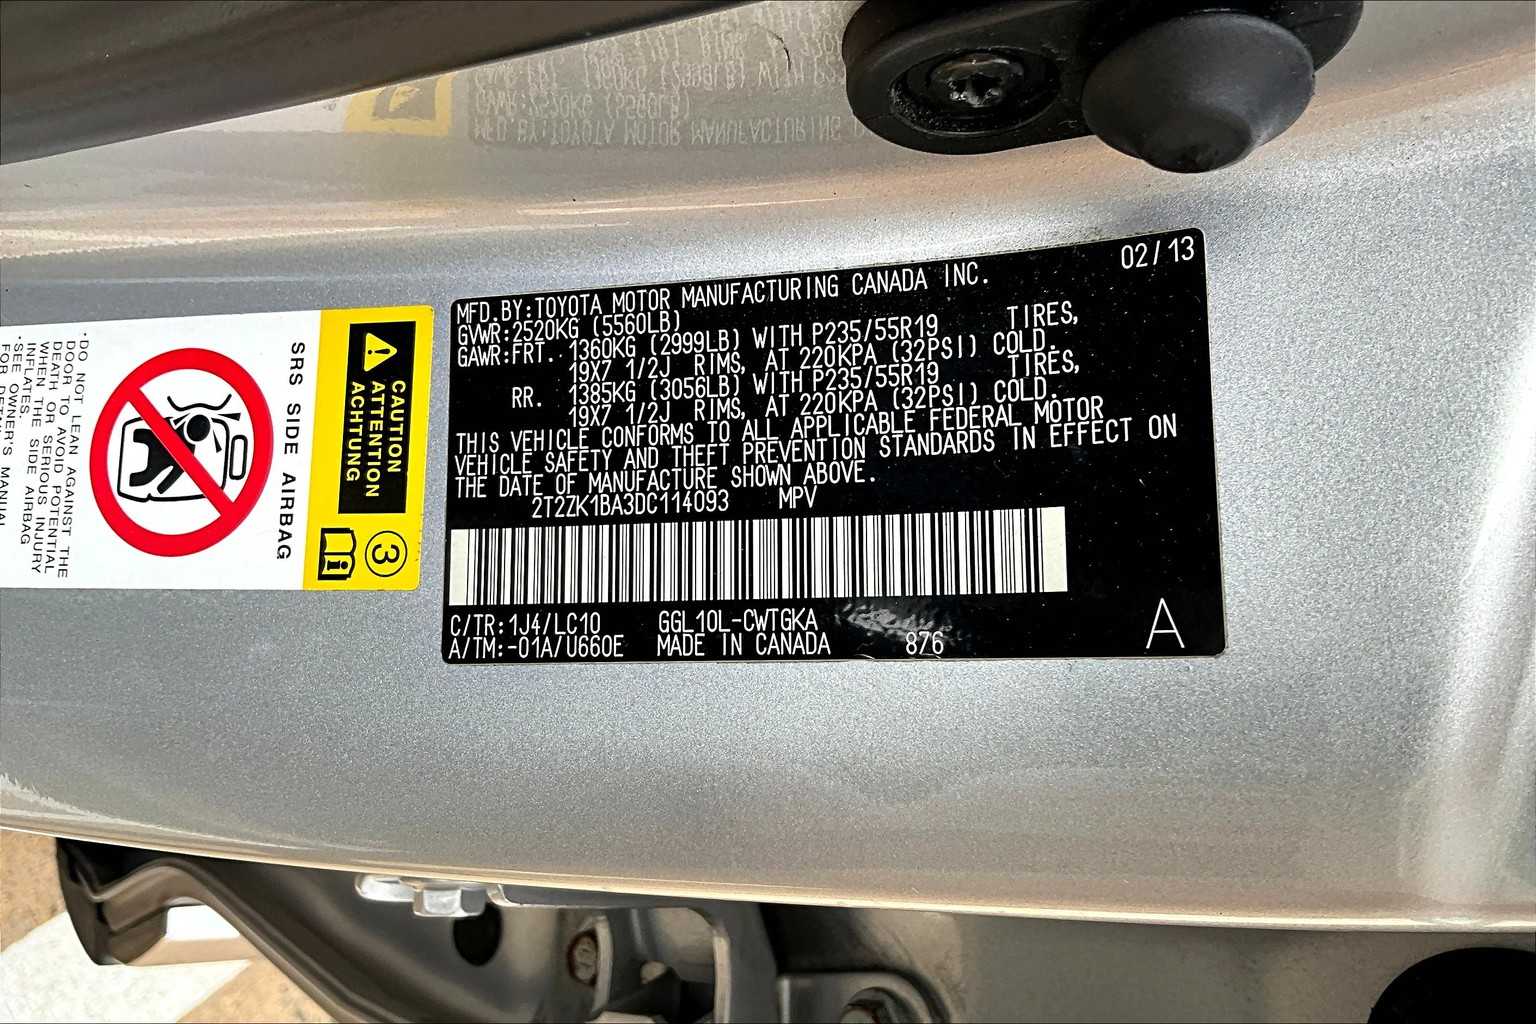 02/13
MFD.BY:TOYOTA MOTOR MANUFACTURING CANADA INC.
GVWR:2520KG (5560LB)
GAWR:FRT. 1360KG (2999LB) WITH P235/55R19 TIRES,
19X7 1/2J RIMS, AT 220KPA (32PSI) COLD.
RR. 1385KG (3056LB) WITH P235/55R19 TIRES,
19X7 1/2J RIMS, AT 220KPA (32PSI) COLD.
THIS VEHICLE CONFORMS TO ALL APPLICABLE FEDERAL MOTOR
VEHICLE SAFETY AND THEFT PREVENTION STANDARDS IN EFFECT ON
THE DATE OF MANUFACTURE SHOWN ABOVE.
2T2ZK1BA3DC114093 MPV
C/TR:1J4/LC10 GGL10L-CWTGKA
A/TM:-01A/U660E MADE IN CANADA 876
A
CAUTION
ATTENTION
ACHTUNG
3
SRS SIDE AIRBAG
·DO NOT LEAN AGAINST THE
DOOR TO AVOID POTENTIAL
DEATH OR SERIOUS INJURY
WHEN THE SIDE AIRBAG
INFLATES.
·SEE OWNER'S MANUAL